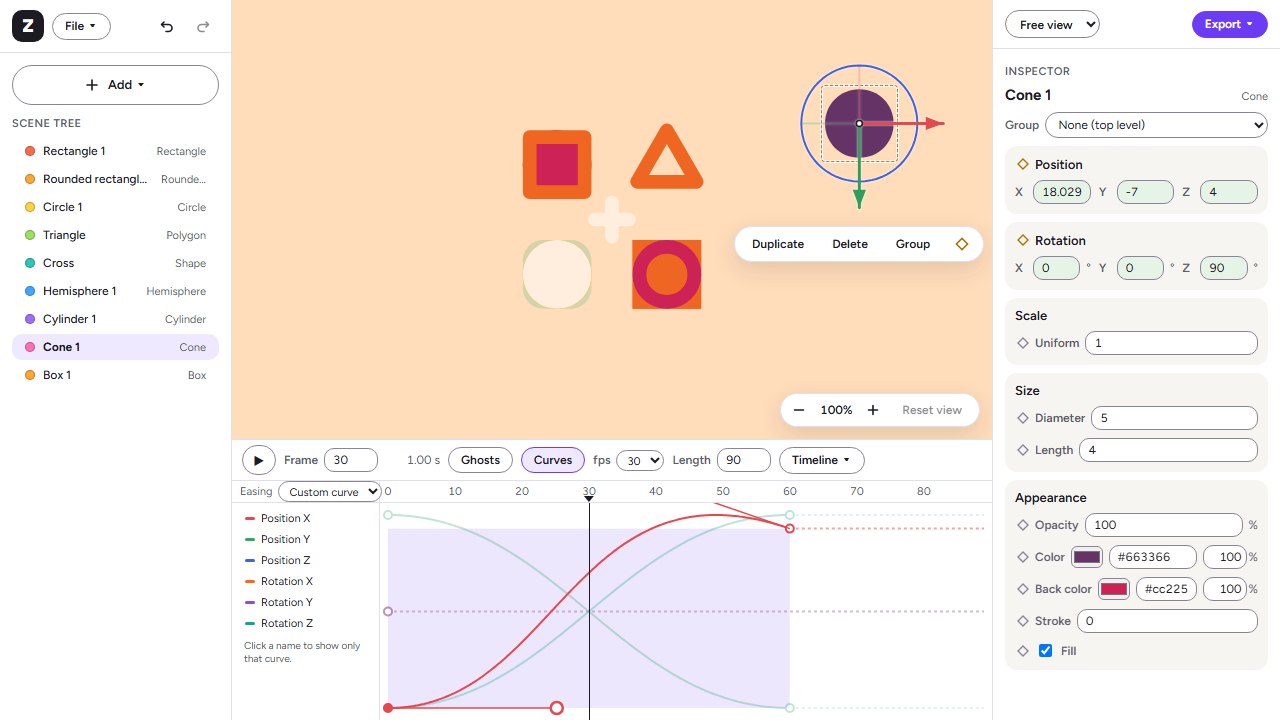 Z
File
Add
SCENE TREE
Rectangle 1 Rectangle
Rounded rectangl... Rounde...
Circle 1 Circle
Triangle Polygon
Cross Shape
Hemisphere 1 Hemisphere
Cylinder 1 Cylinder
Cone 1 Cone
Box 1 Box
Duplicate Delete Group
100% Reset view
Frame 30 1.00 s Ghosts Curves fps 30 Length 90 Timeline
Easing Custom curve 0 10 20 30 40 50 60 70 80
Position X
Position Y
Position Z
Rotation X
Rotation Y
Rotation Z
Click a name to show only
that curve.
Free view Export
INSPECTOR
Cone 1 Cone
Group None (top level)
Position
X 18.029 Y -7 Z 4
Rotation
X 0 ° Y 0 ° Z 90 °
Scale
Uniform 1
Size
Diameter 5
Length 4
Appearance
Opacity 100 %
Color #663366 100 %
Back color #cc225 100 %
Stroke 0
Fill